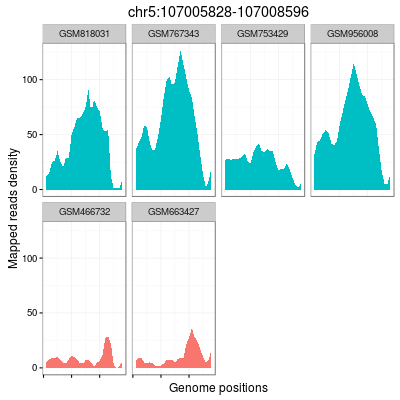 chr5:107005828-107008596
GSM818031 GSM767343 GSM753429 GSM956008
100
50
0
GSM466732 GSM663427
100
50
0
Mapped reads density
Genome positions